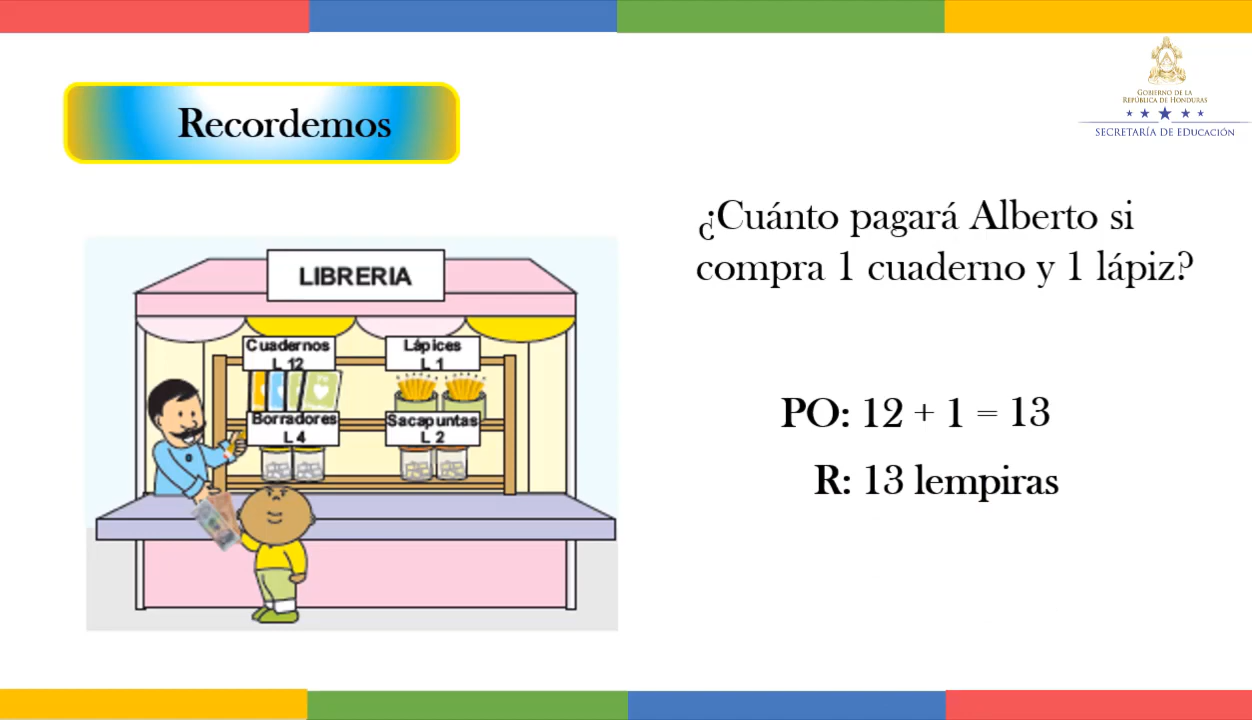 GOBIERNO DE LA
REPÚBLICA DE HONDURAS
SECRETARÍA DE EDUCACIÓN
Recordemos
¿Cuánto pagará Alberto si
compra 1 cuaderno y 1 lápiz?
LIBRERIA
Cuadernos
L 12
Lápices
L 1
Borradores
L 4
Sacapuntas
L 2
PO: 12 + 1 = 13
R: 13 lempiras